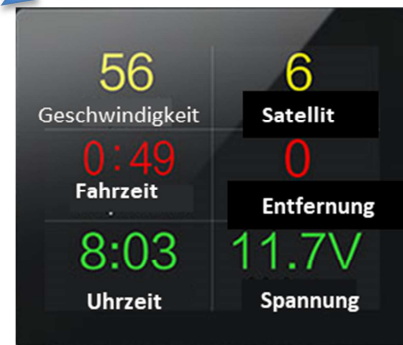 56 6
Geschwindigkeit Satellit
0:49 0
Fahrzeit Entfernung
8:03 11.7V
Uhrzeit Spannung